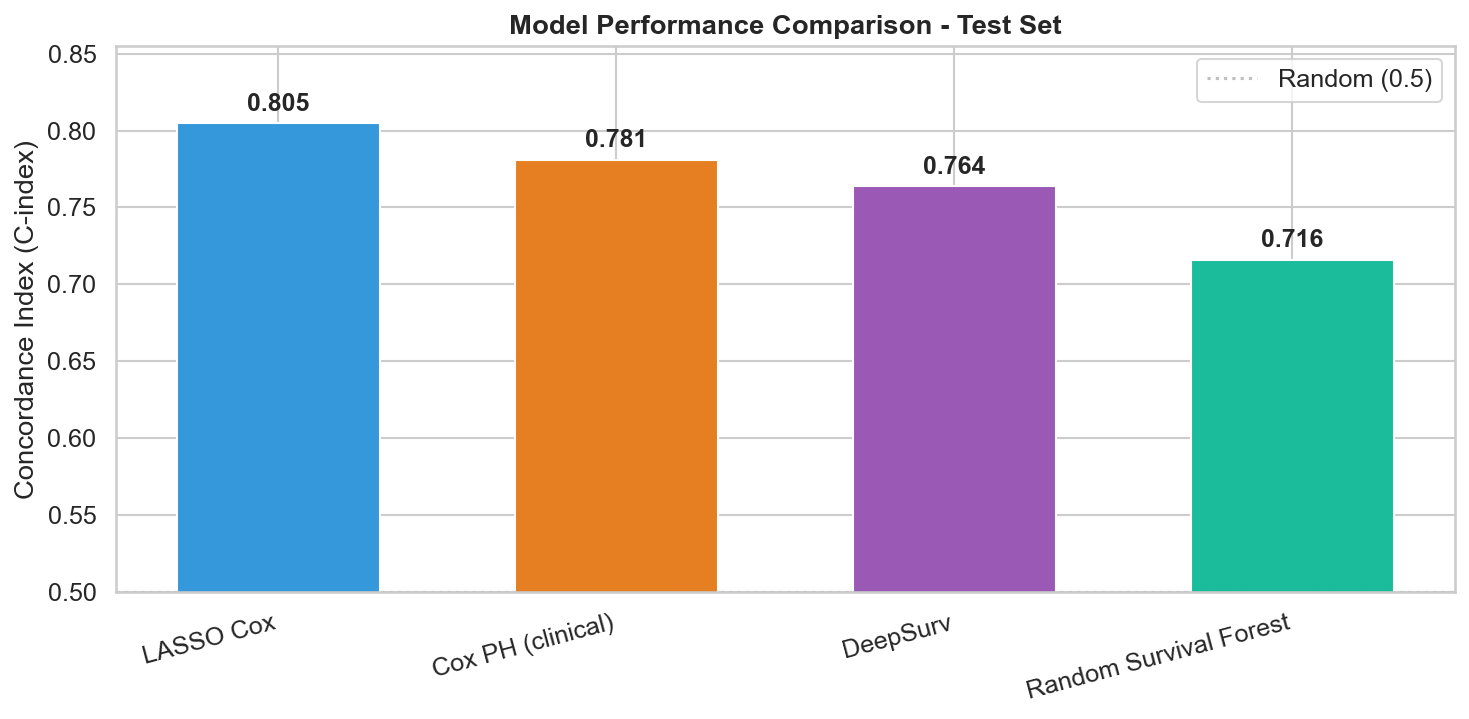 Model Performance Comparison - Test Set
Concordance Index (C-index)
0.85
0.80
0.75
0.70
0.65
0.60
0.55
0.50
Random (0.5)
0.805
0.781
0.764
0.716
LASSO Cox
Cox PH (clinical)
DeepSurv
Random Survival Forest